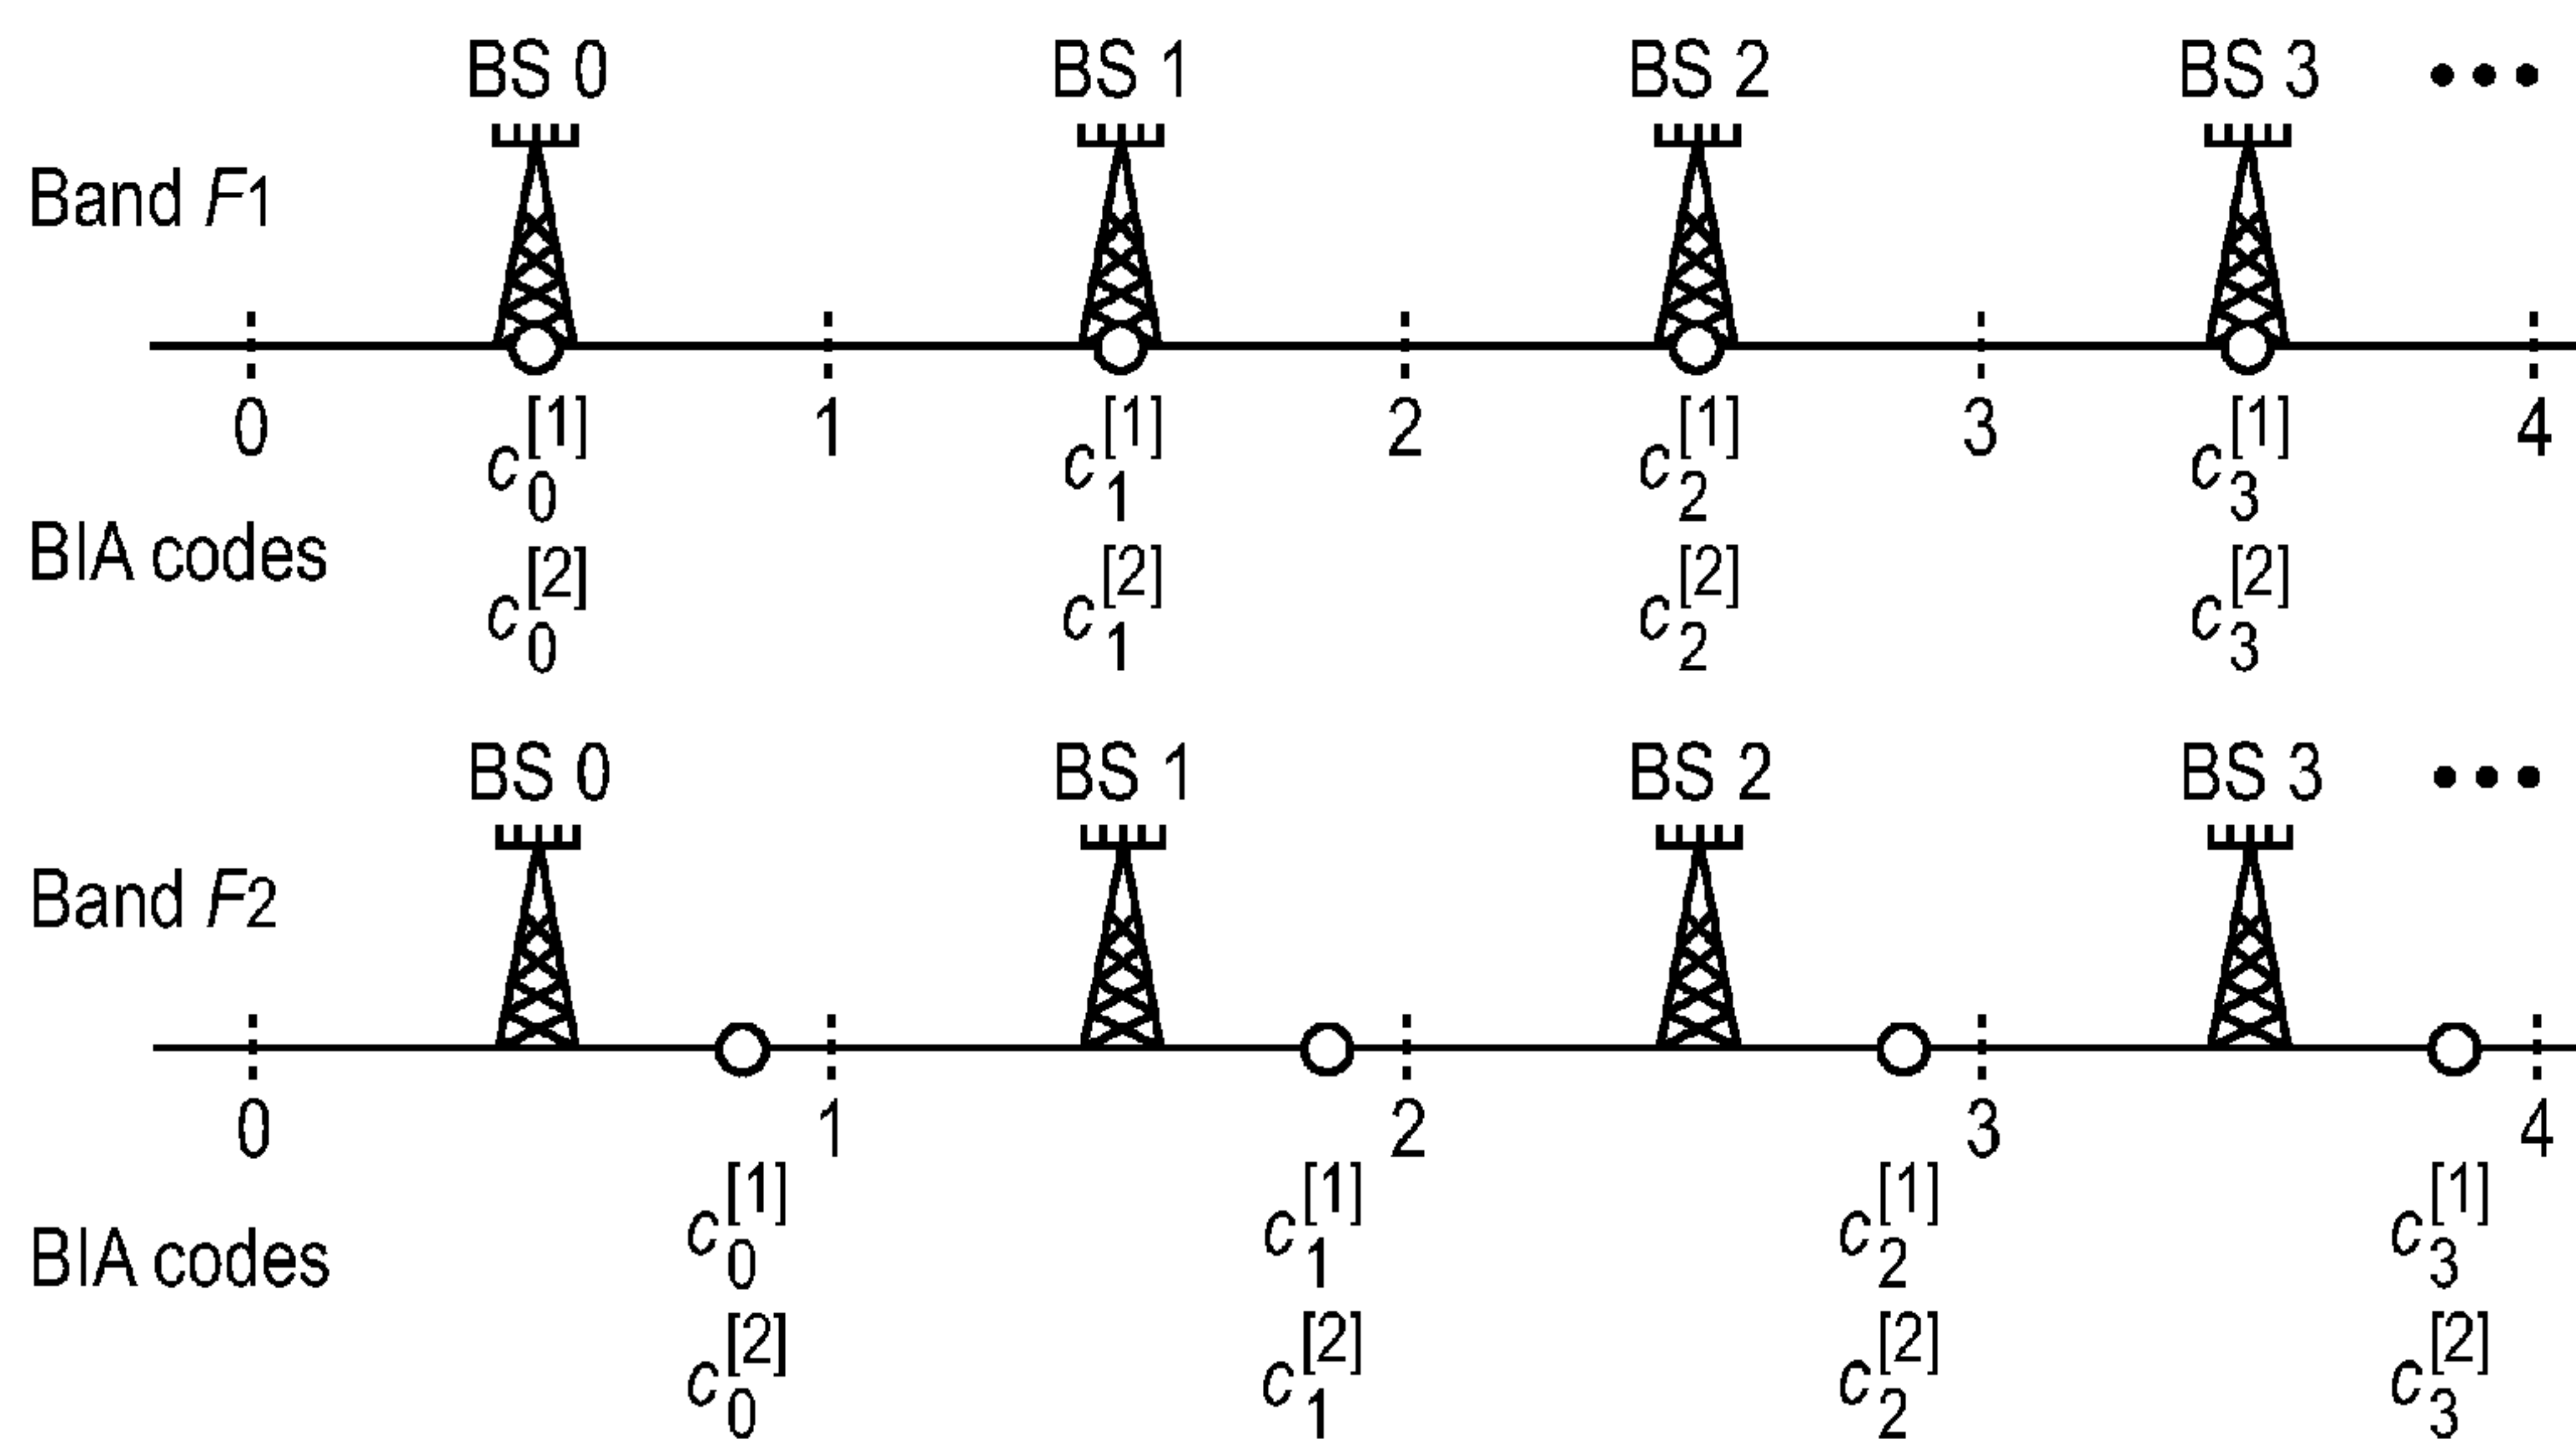 BS 0 BS 1 BS 2 BS 3 •••
Band F1
0 1 2 3 4
c_0^[1] c_1^[1] c_2^[1] c_3^[1]
BIA codes
c_0^[2] c_1^[2] c_2^[2] c_3^[2]
BS 0 BS 1 BS 2 BS 3 •••
Band F2
0 1 2 3 4
c_0^[1] c_1^[1] c_2^[1] c_3^[1]
BIA codes
c_0^[2] c_1^[2] c_2^[2] c_3^[2]